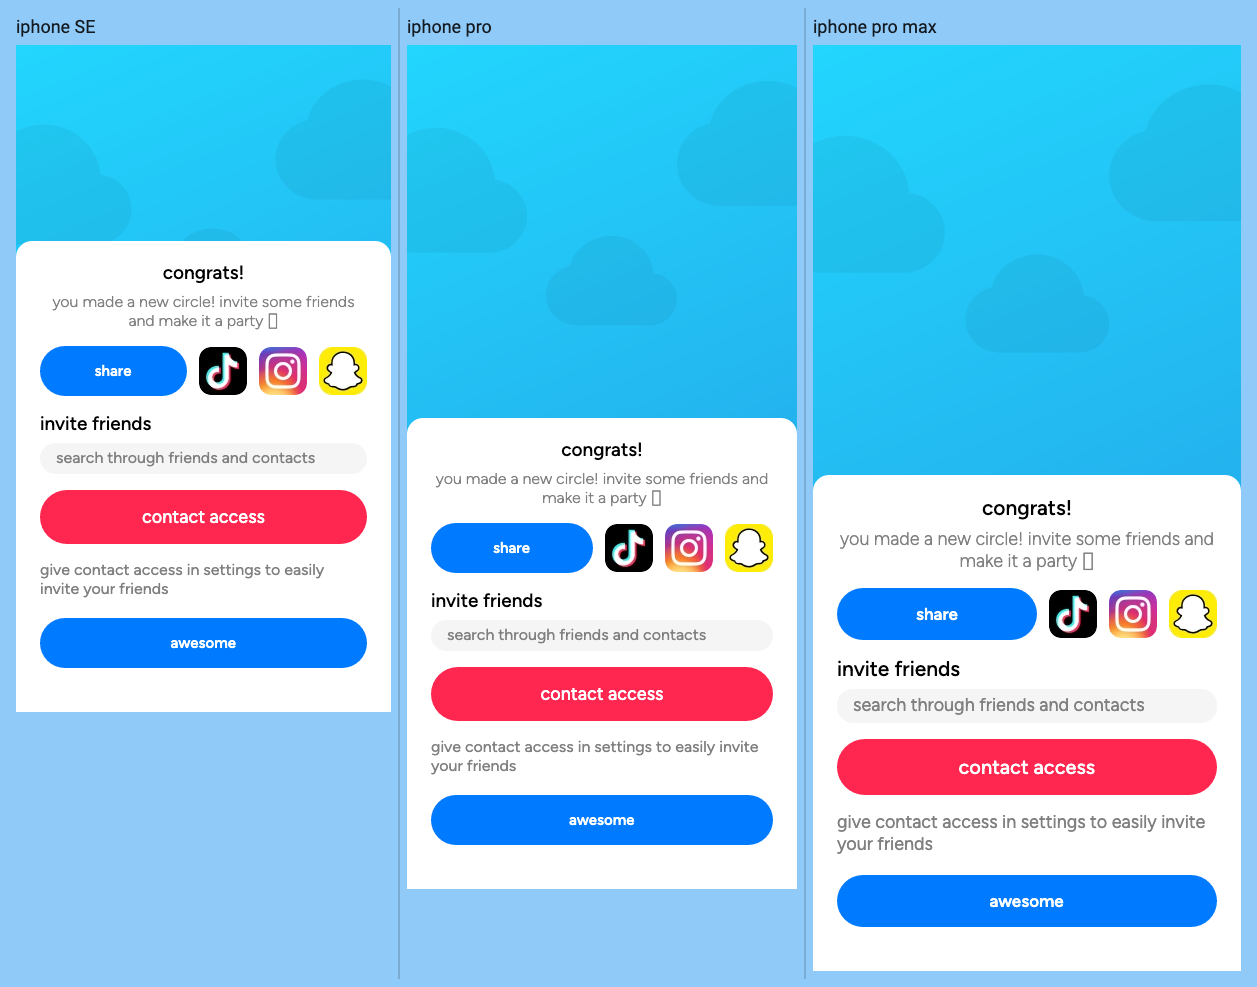 iphone SE
congrats!
you made a new circle! invite some friends
and make it a party
share
invite friends
search through friends and contacts
contact access
give contact access in settings to easily
invite your friends
awesome
iphone pro
congrats!
you made a new circle! invite some friends and
make it a party
share
invite friends
search through friends and contacts
contact access
give contact access in settings to easily invite
your friends
awesome
iphone pro max
congrats!
you made a new circle! invite some friends and
make it a party
share
invite friends
search through friends and contacts
contact access
give contact access in settings to easily invite
your friends
awesome